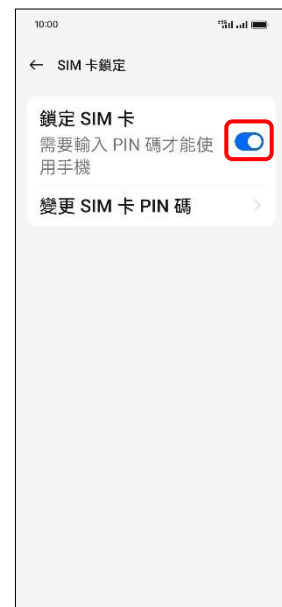 10:00
SIM 卡鎖定
鎖定 SIM 卡
需要輸入 PIN 碼才能使
用手機
變更 SIM 卡 PIN 碼